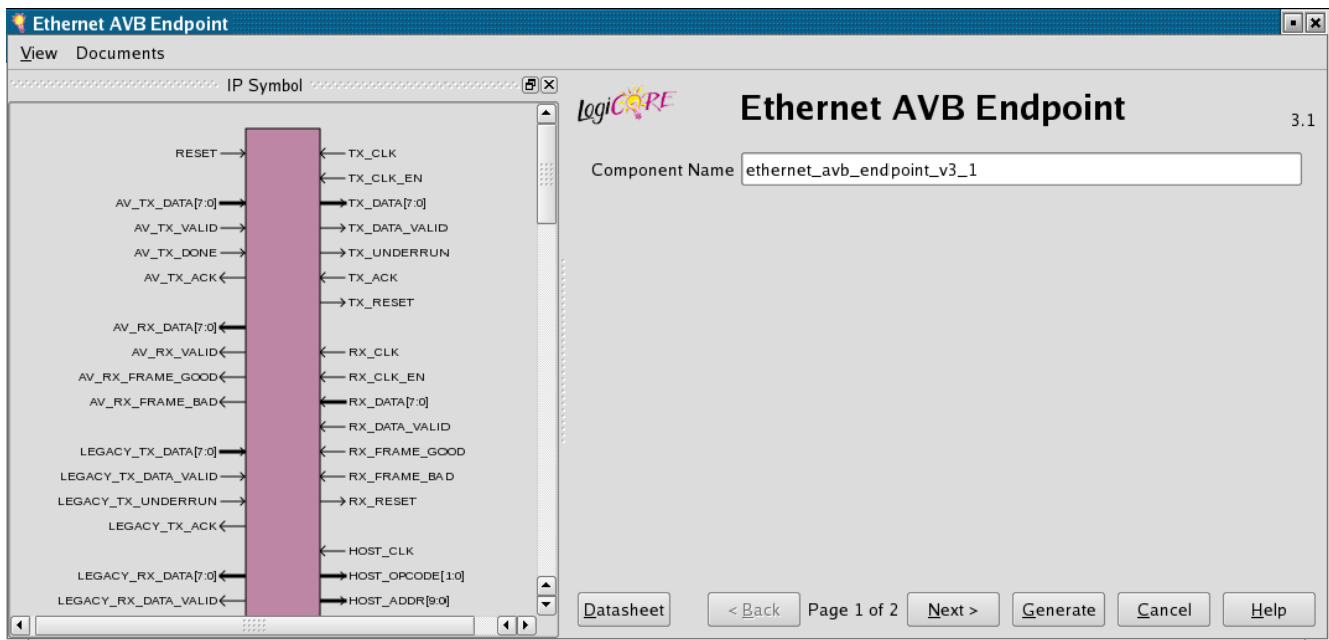 Ethernet AVB Endpoint
View Documents
IP Symbol
RESET
AV_TX_DATA[7:0]
AV_TX_VALID
AV_TX_DONE
AV_TX_ACK
AV_RX_DATA[7:0]
AV_RX_VALID
AV_RX_FRAME_GOOD
AV_RX_FRAME_BAD
LEGACY_TX_DATA[7:0]
LEGACY_TX_DATA_VALID
LEGACY_TX_UNDERRUN
LEGACY_TX_ACK
LEGACY_RX_DATA[7:0]
LEGACY_RX_DATA_VALID
TX_CLK
TX_CLK_EN
TX_DATA[7:0]
TX_DATA_VALID
TX_UNDERRUN
TX_ACK
TX_RESET
RX_CLK
RX_CLK_EN
RX_DATA[7:0]
RX_DATA_VALID
RX_FRAME_GOOD
RX_FRAME_BAD
RX_RESET
HOST_CLK
HOST_OPCODE[1:0]
HOST_ADDR[9:0]
logiCORE
Ethernet AVB Endpoint
3.1
Component Name ethernet_avb_endpoint_v3_1
Datasheet < Back Page 1 of 2 Next > Generate Cancel Help